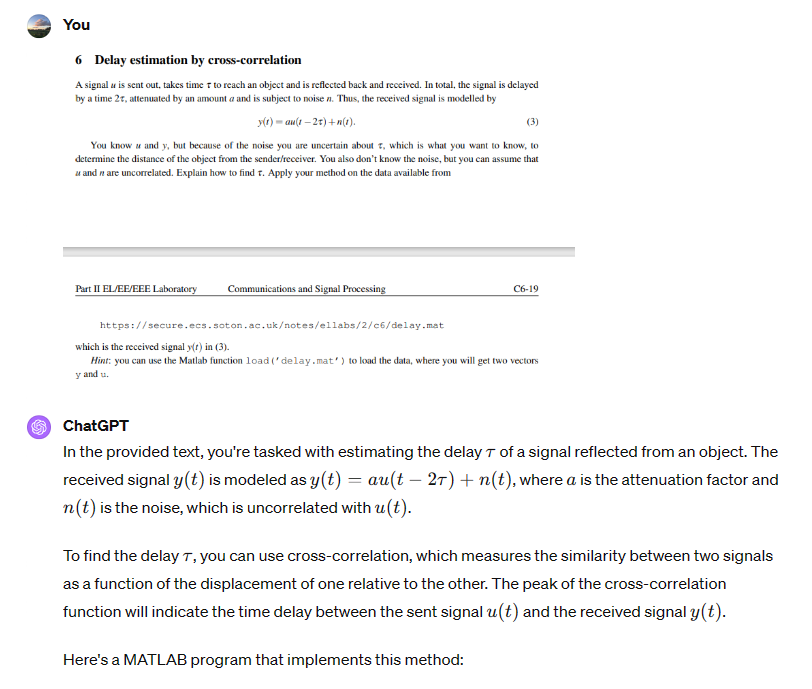 You
6 Delay estimation by cross-correlation
A signal u is sent out, takes time τ to reach an object and is reflected back and received. In total, the signal is delayed
by a time 2τ, attenuated by an amount a and is subject to noise n. Thus, the received signal is modelled by
y(t) = au(t − 2τ) + n(t). (3)
You know u and y, but because of the noise you are uncertain about τ, which is what you want to know, to
determine the distance of the object from the sender/receiver. You also don't know the noise, but you can assume that
u and n are uncorrelated. Explain how to find τ. Apply your method on the data available from
Part II EL/EE/EEE Laboratory Communications and Signal Processing C6-19
https://secure.ecs.soton.ac.uk/notes/ellabs/2/c6/delay.mat
which is the received signal y(t) in (3).
Hint: you can use the Matlab function load('delay.mat') to load the data, where you will get two vectors
y and u.
ChatGPT
In the provided text, you're tasked with estimating the delay τ of a signal reflected from an object. The
received signal y(t) is modeled as y(t) = au(t − 2τ) + n(t), where a is the attenuation factor and
n(t) is the noise, which is uncorrelated with u(t).
To find the delay τ, you can use cross-correlation, which measures the similarity between two signals
as a function of the displacement of one relative to the other. The peak of the cross-correlation
function will indicate the time delay between the sent signal u(t) and the received signal y(t).
Here's a MATLAB program that implements this method: